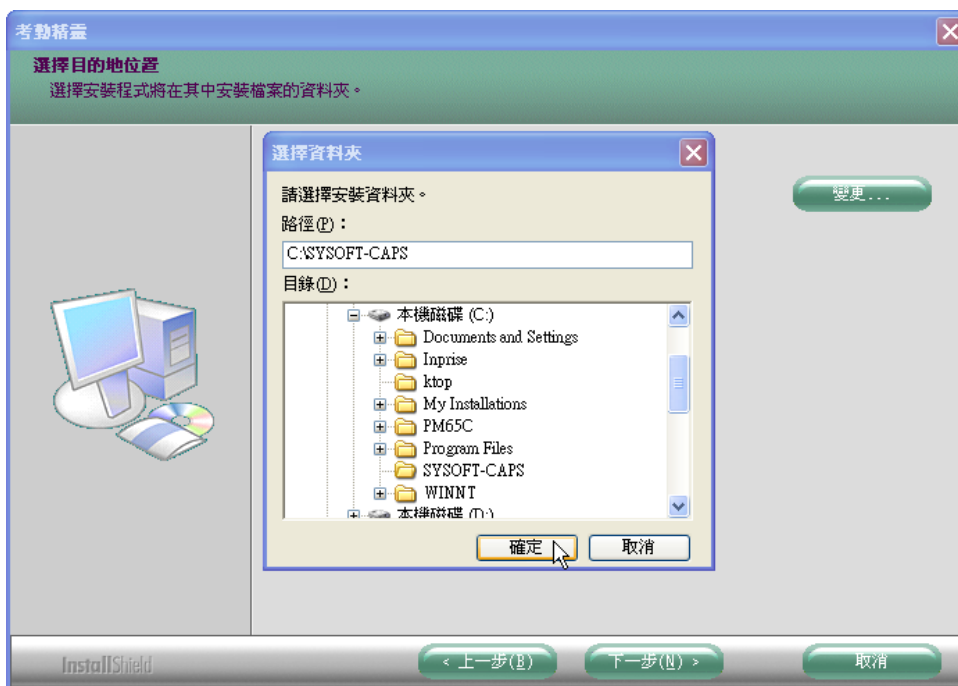 考勤精靈
選擇目的地位置
選擇安裝程式將在其中安裝檔案的資料夾。
選擇資料夾
請選擇安裝資料夾。
路徑(P)：
C:\SYSOFT-CAPS
目錄(D)：
本機磁碟 (C:)
Documents and Settings
Inprise
ktop
My Installations
PM65C
Program Files
SYSOFT-CAPS
WINNT
本機磁碟 (D:)
確定
取消
變更...
InstallShield
< 上一步(B)
下一步(N) >
取消